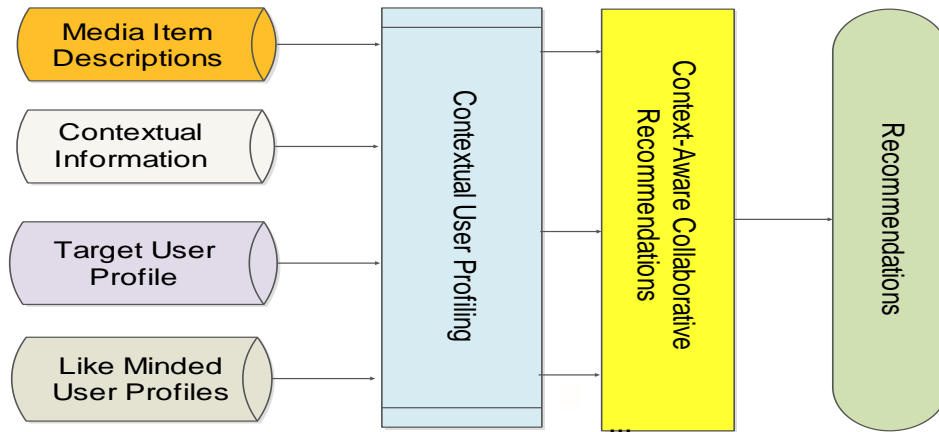 Media Item
Descriptions
Contextual
Information
Target User
Profile
Like Minded
User Profiles
Contextual User Profiling
Context-Aware Collaborative
Recommendations
...
Recommendations